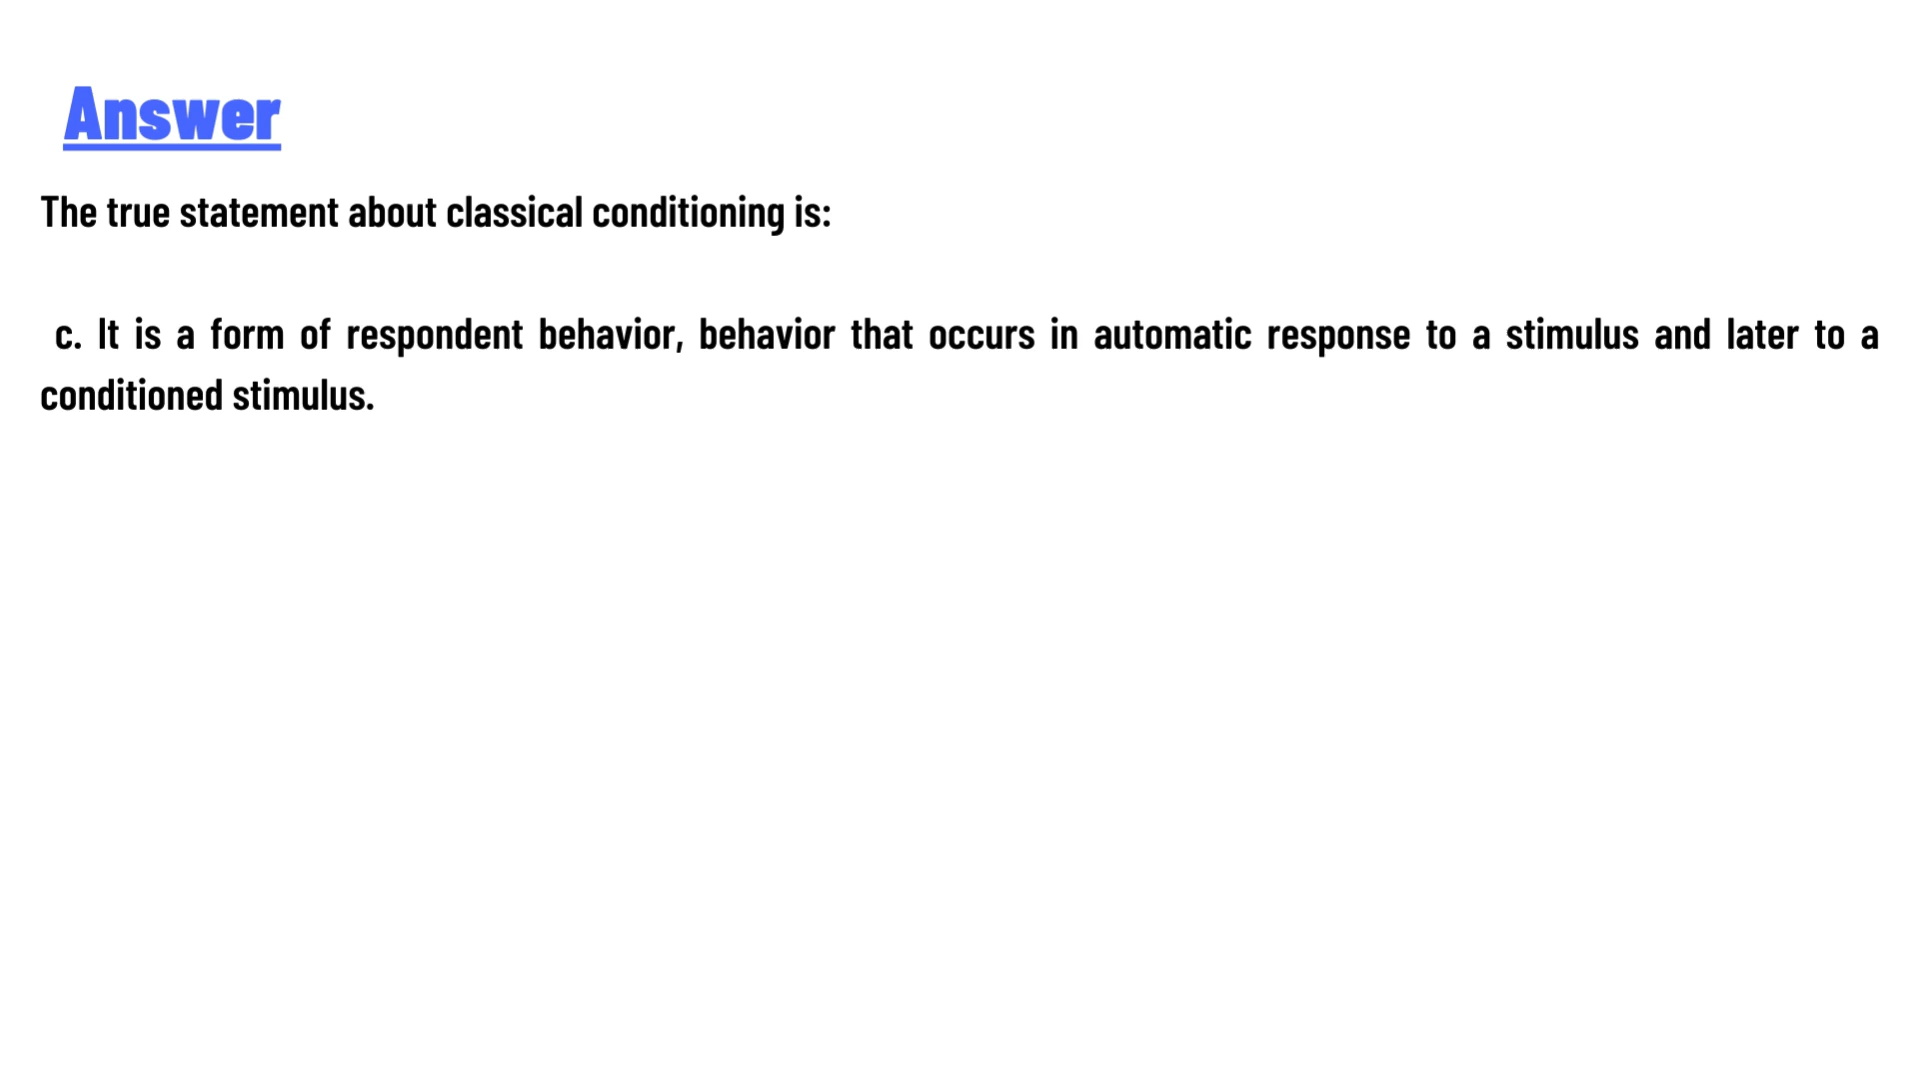 Answer
The true statement about classical conditioning is:
c. It is a form of respondent behavior, behavior that occurs in automatic response to a stimulus and later to a
conditioned stimulus.